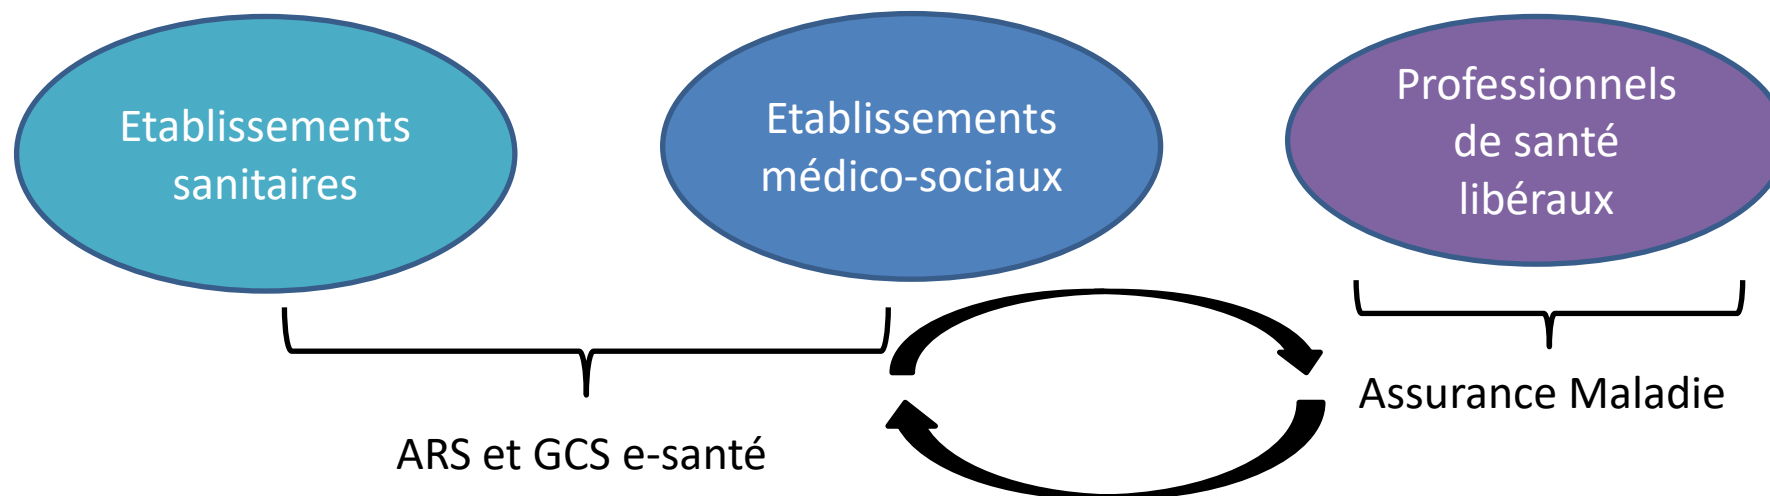 Etablissements
sanitaires
Etablissements
médico-sociaux
Professionnels
de santé
libéraux
ARS et GCS e-santé
Assurance Maladie